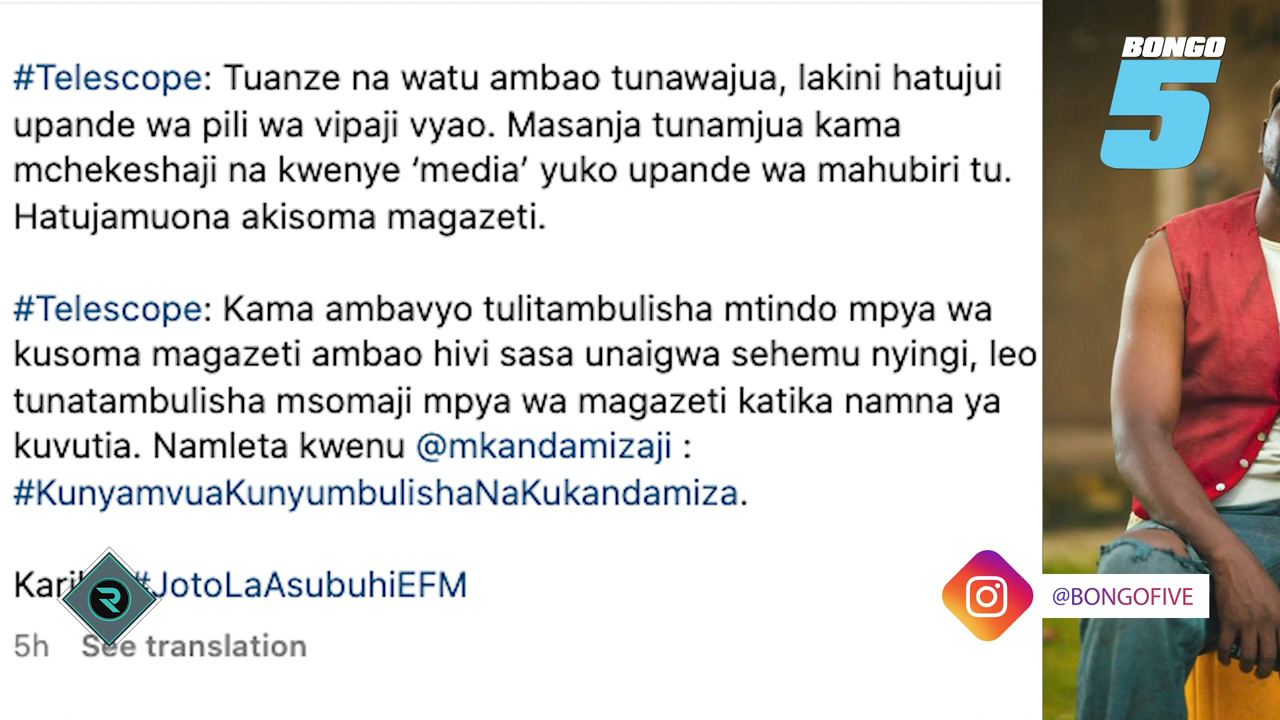 #Telescope: Tuanze na watu ambao tunawajua, lakini hatujui
upande wa pili wa vipaji vyao. Masanja tunamjua kama
mchekeshaji na kwenye ‘media’ yuko upande wa mahubiri tu.
Hatujamuona akisoma magazeti.
#Telescope: Kama ambavyo tulitambulisha mtindo mpya wa
kusoma magazeti ambao hivi sasa unaigwa sehemu nyingi, leo
tunatambulisha msomaji mpya wa magazeti katika namna ya
kuvutia. Namleta kwenu @mkandamizaji :
#KunyamvuaKunyumbulishaNaKukandamiza.
#JotoLaAsubuhiEFM
5h See translation
BONGO
5
@BONGOFIVE